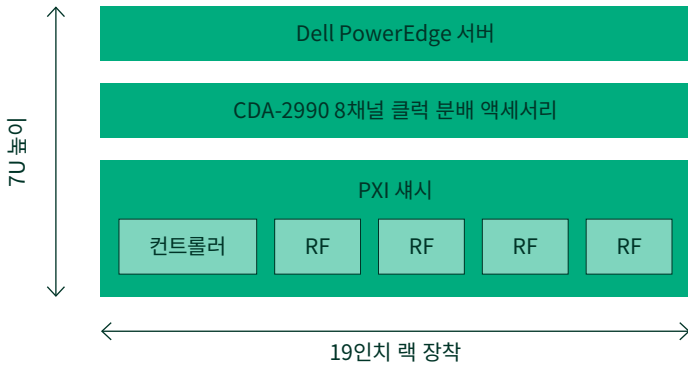 Dell PowerEdge 서버
CDA-2990 8채널 클럭 분배 액세서리
PXI 섀시
컨트롤러
RF
RF
RF
RF
7U 높이
19인치 랙 장착